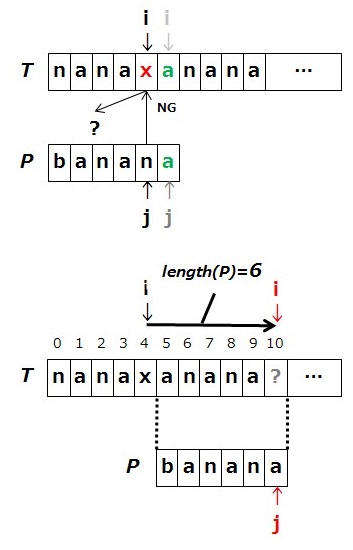 i i
T n a n a x a n a n a ...
NG
?
P b a n a n a
j j
length(P)=6
i i
0 1 2 3 4 5 6 7 8 9 10
T n a n a x a n a n a ? ...
P b a n a n a
j